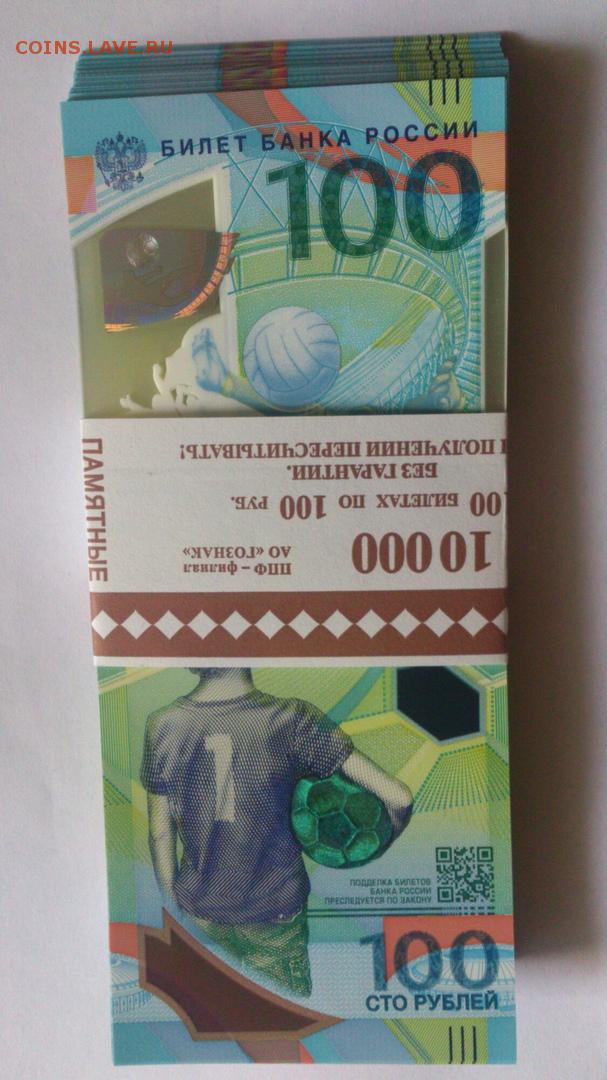 COINS.LAVE.RU
БИЛЕТ БАНКА РОССИИ
100
ПАМЯТНЫЕ
10 000
ППФ – филиал
АО «ГОЗНАК»
100 БИЛЕТАХ ПО 100 РУБ.
БЕЗ ГАРАНТИИ.
ПОЛУЧЕНИИ ПЕРЕСЧИТЫВАТЬ!
1
ПОДДЕЛКА БИЛЕТОВ
БАНКА РОССИИ
ПРЕСЛЕДУЕТСЯ ПО ЗАКОНУ
100
СТО РУБЛЕЙ